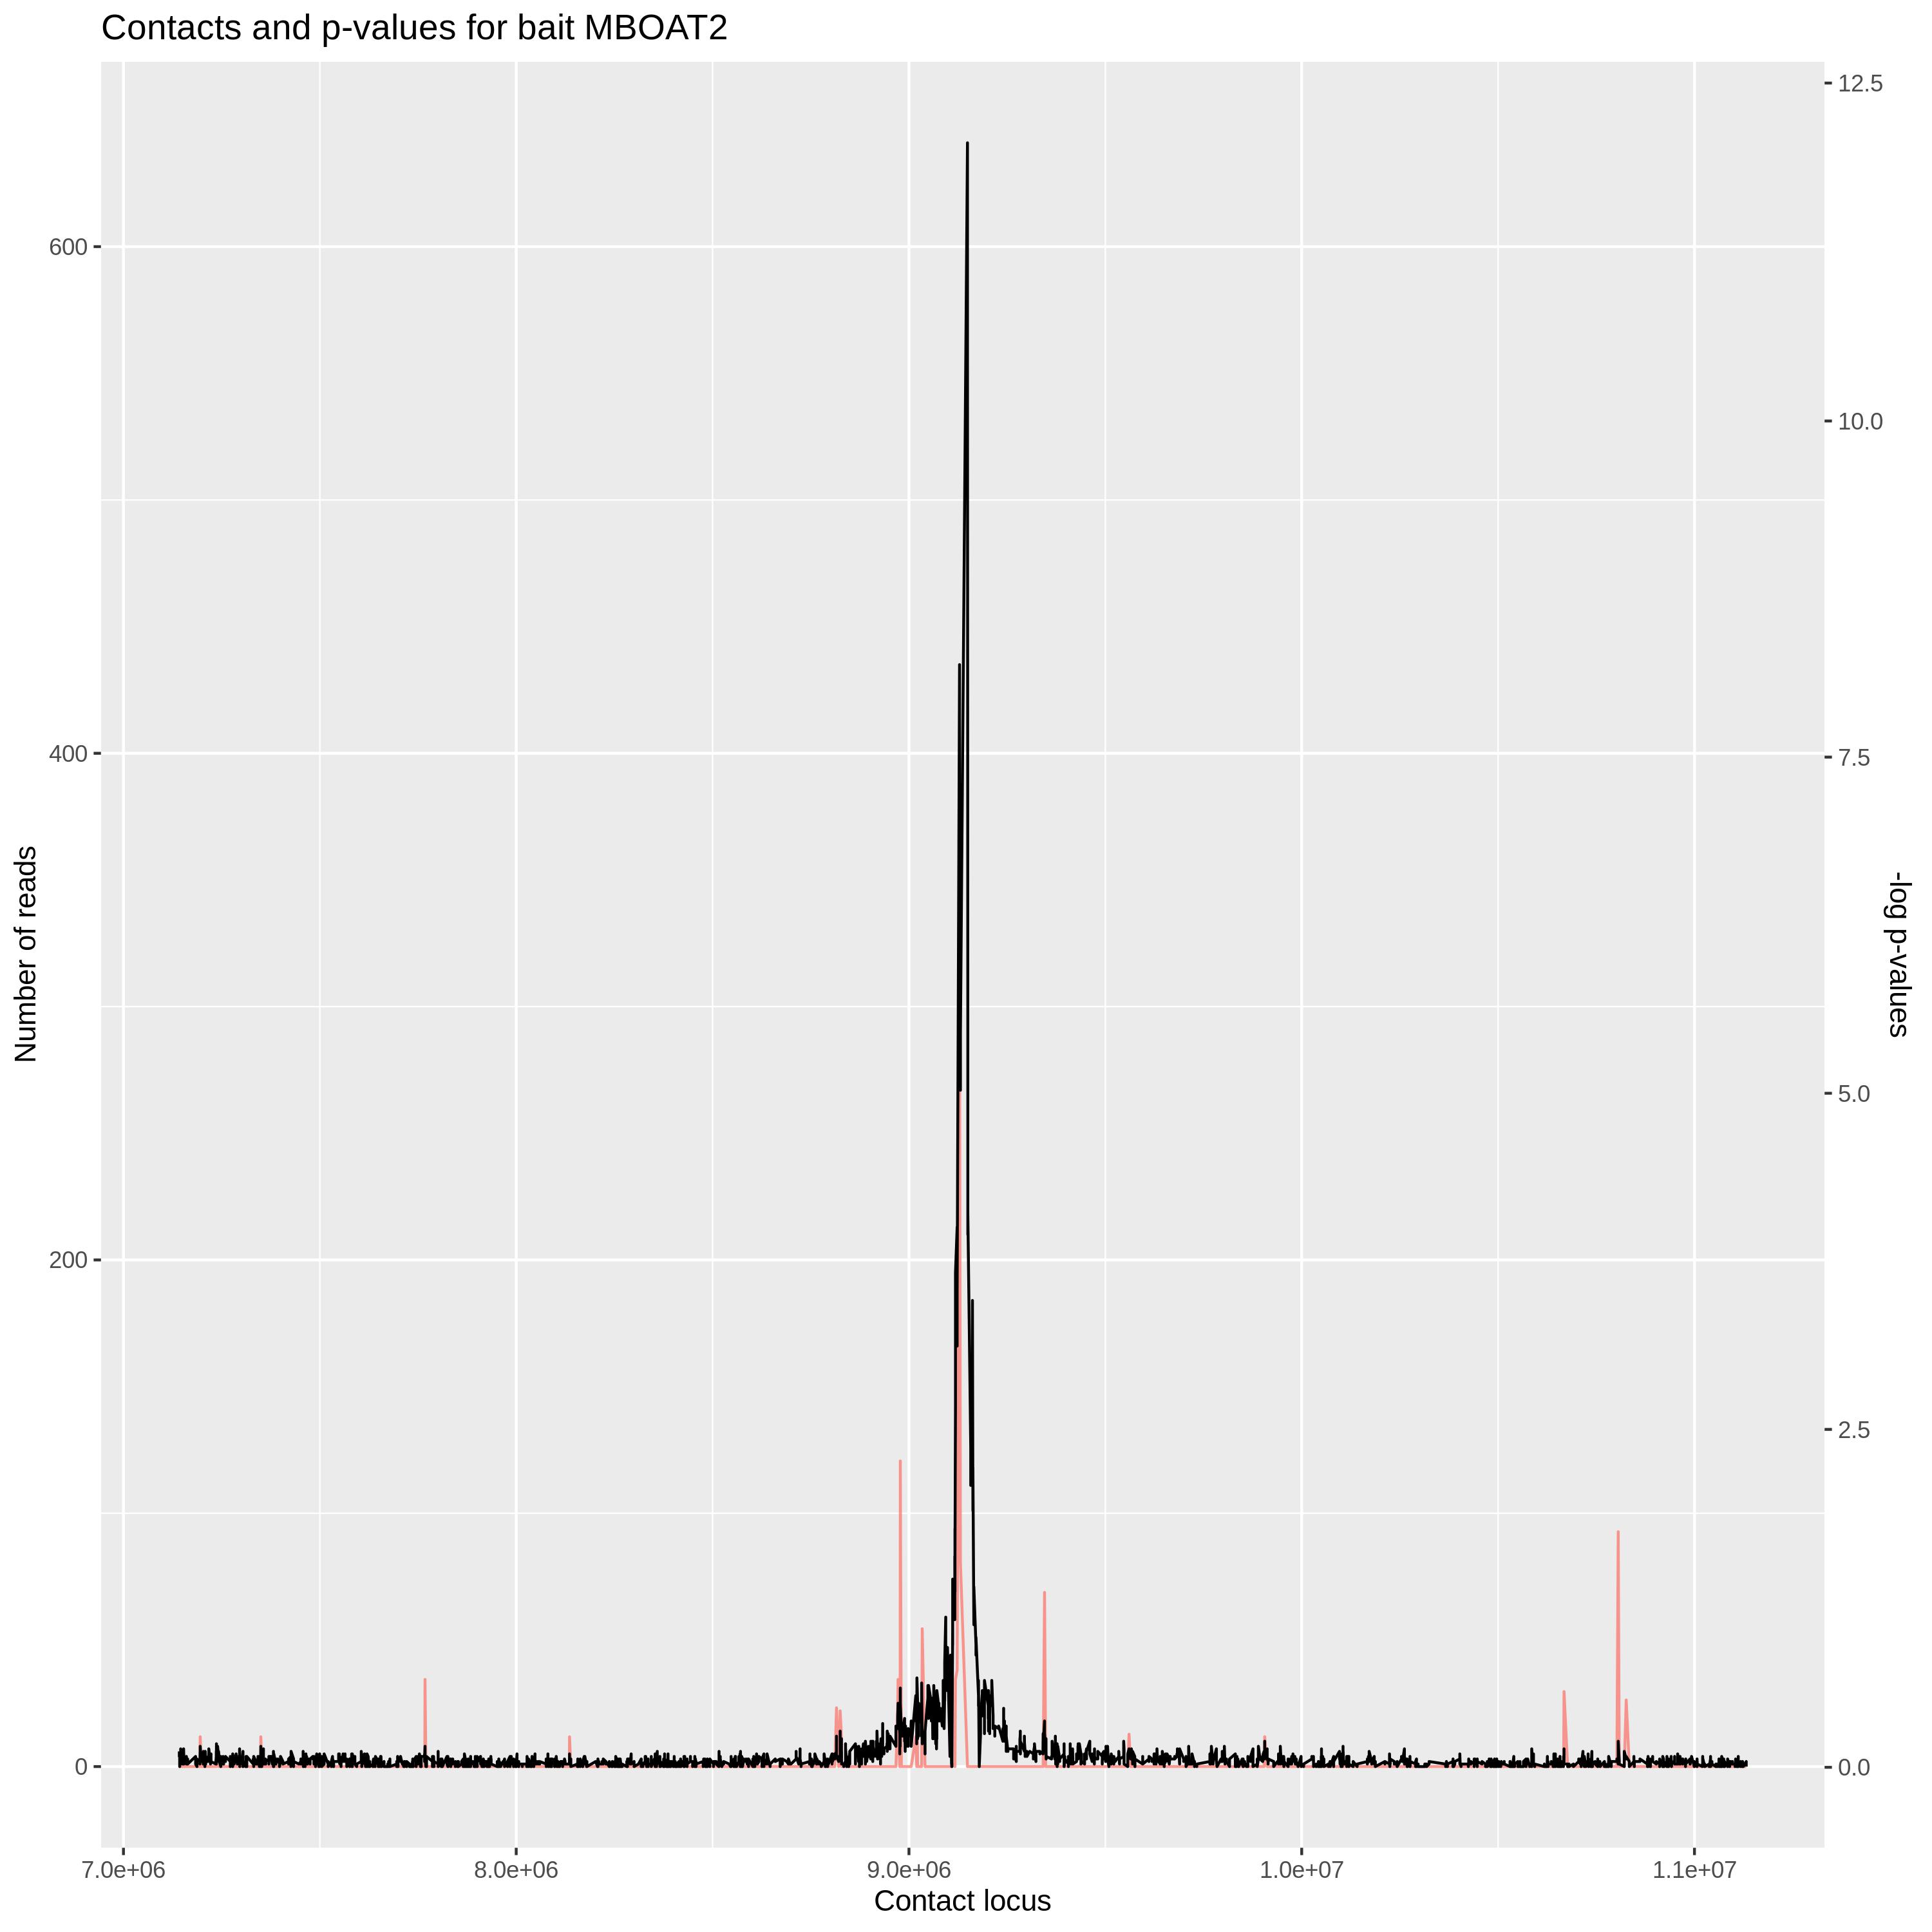 Contacts and p-values for bait MBOAT2
12.5
10.0
7.5
5.0
2.5
0.0
600
400
200
0
Number of reads
-log p-values
7.0e+06 8.0e+06 9.0e+06 1.0e+07 1.1e+07
Contact locus